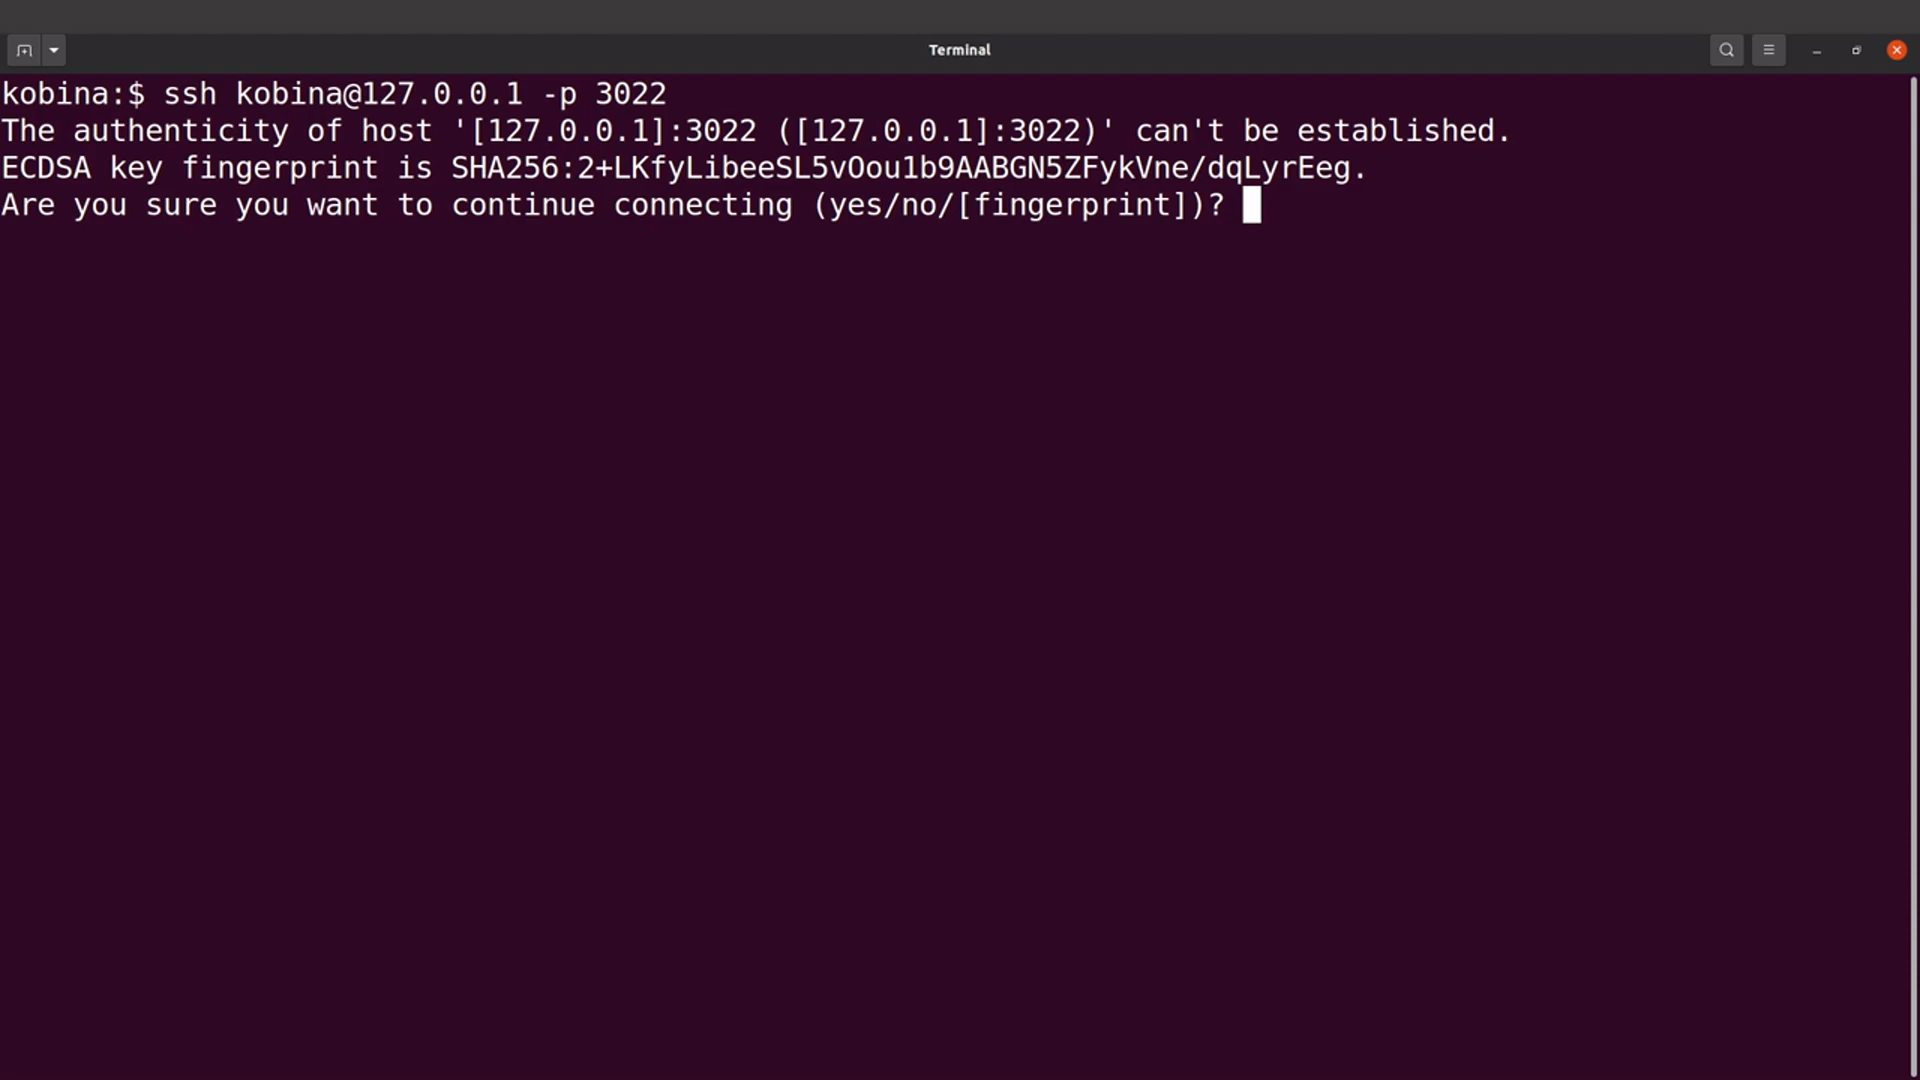 Terminal
kobina:$ ssh kobina@127.0.0.1 -p 3022
The authenticity of host '[127.0.0.1]:3022 ([127.0.0.1]:3022)' can't be established.
ECDSA key fingerprint is SHA256:2+LKfyLibeeSL5vOou1b9AABGN5ZFykVne/dqLyrEeg.
Are you sure you want to continue connecting (yes/no/[fingerprint])?